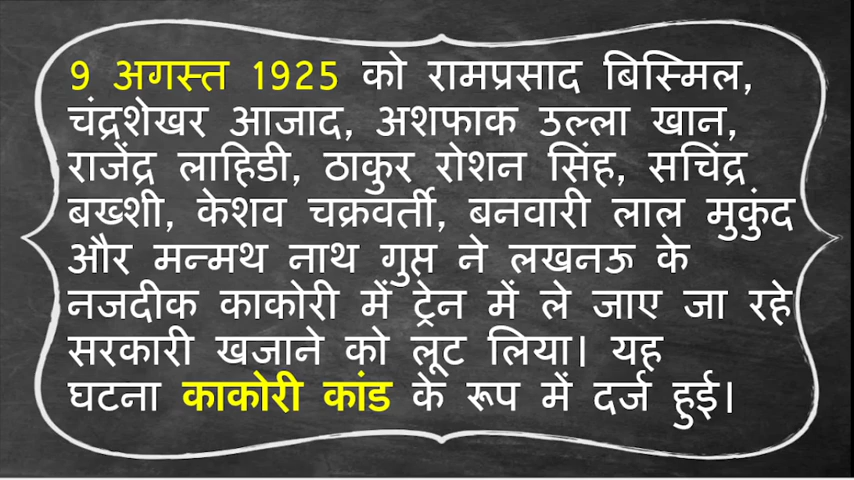 9 अगस्त 1925 को रामप्रसाद बिस्मिल,
चंद्रशेखर आजाद, अशफाक उल्ला खान,
राजेंद्र लाहिडी, ठाकुर रोशन सिंह, सचिंद्र
बख्शी, केशव चक्रवर्ती, बनवारी लाल मुकुंद
और मन्मथ नाथ गुप्त ने लखनऊ के
नजदीक काकोरी में ट्रेन में ले जाए जा रहे
सरकारी खजाने को लूट लिया। यह
घटना काकोरी कांड के रूप में दर्ज हुई।